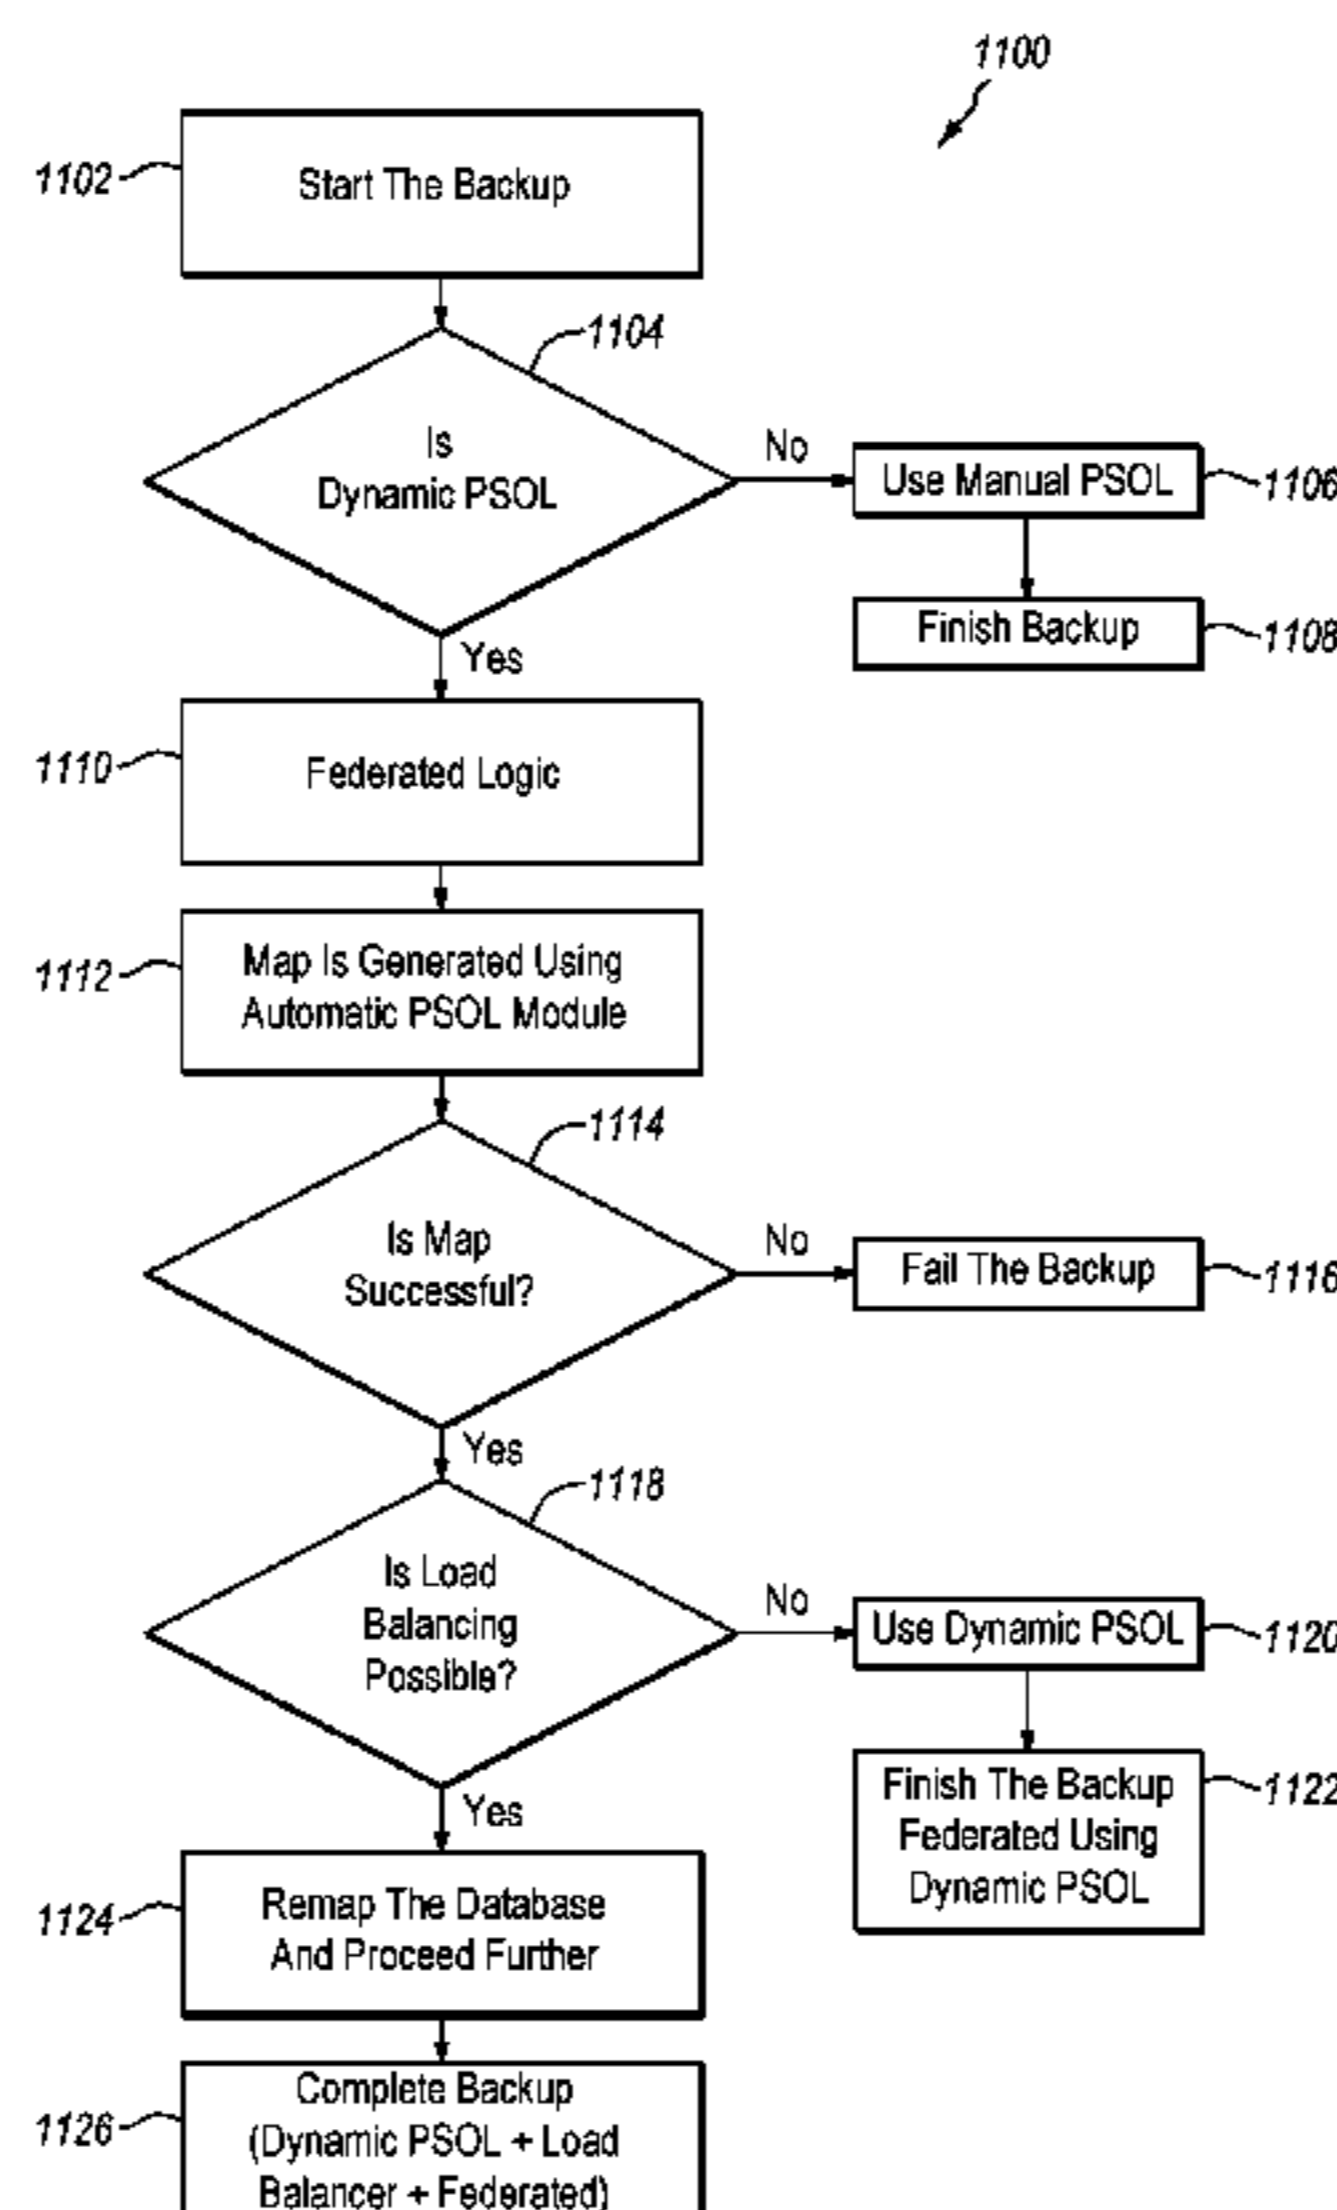 1100
1102
Start The Backup
1104
Is
Dynamic PSOL
No
Use Manual PSOL
1106
Finish Backup
1108
Yes
1110
Federated Logic
1112
Map Is Generated Using
Automatic PSOL Module
1114
Is Map
Successful?
No
Fail The Backup
1116
Yes
1118
Is Load
Balancing
Possible?
No
Use Dynamic PSOL
1120
Finish The Backup
Federated Using
Dynamic PSOL
1122
Yes
1124
Remap The Database
And Proceed Further
1126
Complete Backup
(Dynamic PSOL + Load
Balancer + Federated)